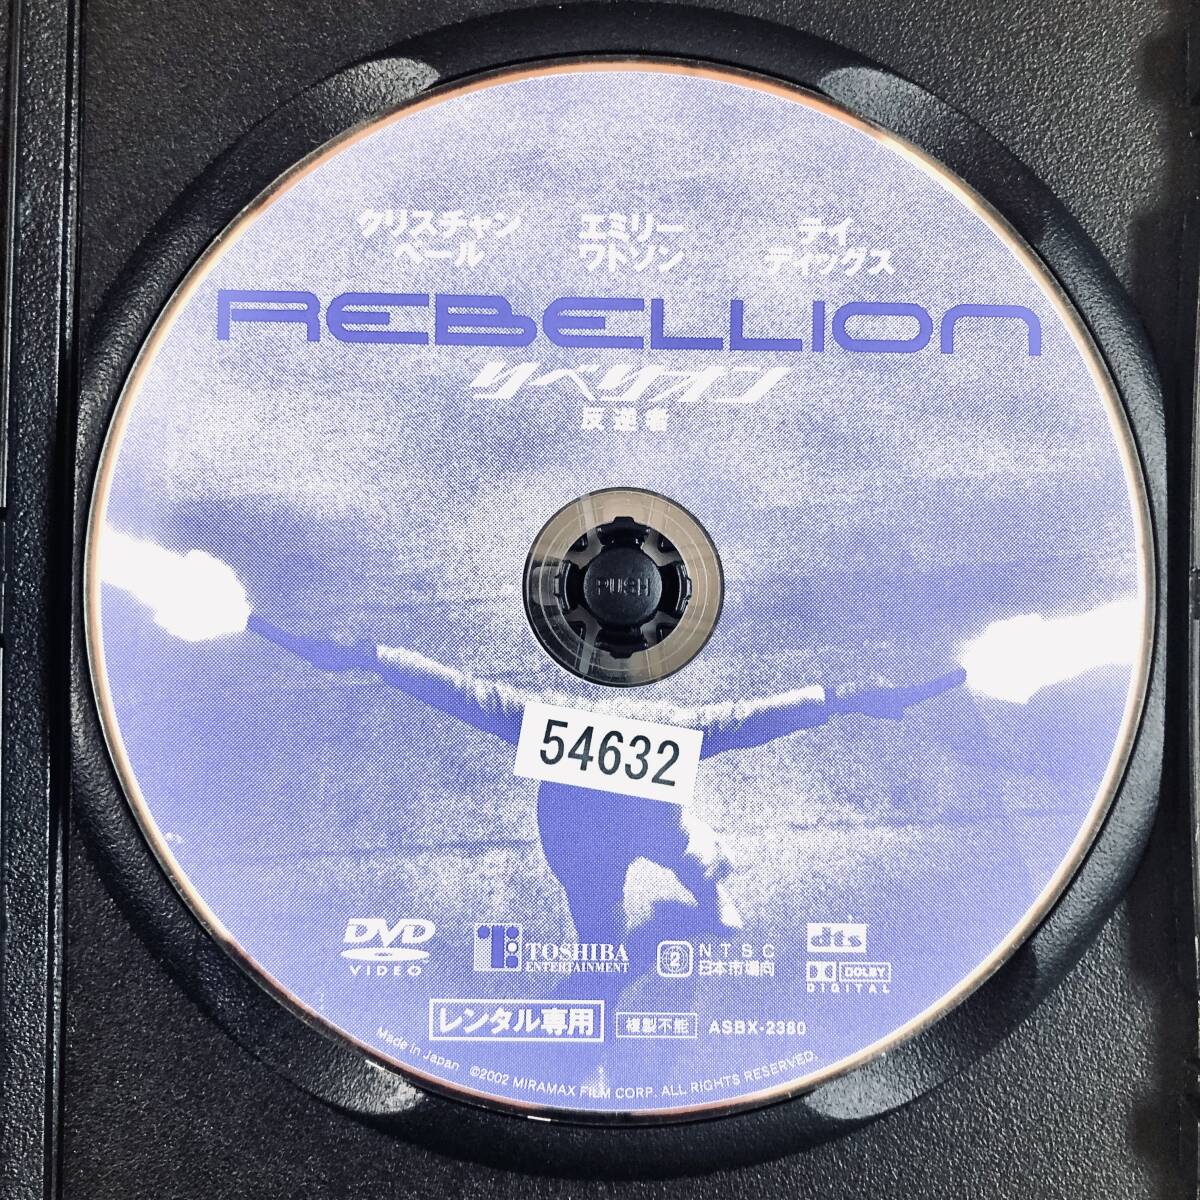 クリスチャン エミリー テイ
ベール ワトソン ディッグス
REBELLION
リベリオン
反逆者
PUSH
54632
DVD
VIDEO
TOSHIBA
ENTERTAINMENT
2 NTSC
日本市場向
dts
DOLBY
DIGITAL
レンタル専用 複製不能 ASBX-2380
Made in Japan ©2002 MIRAMAX FILM CORP. ALL RIGHTS RESERVED.